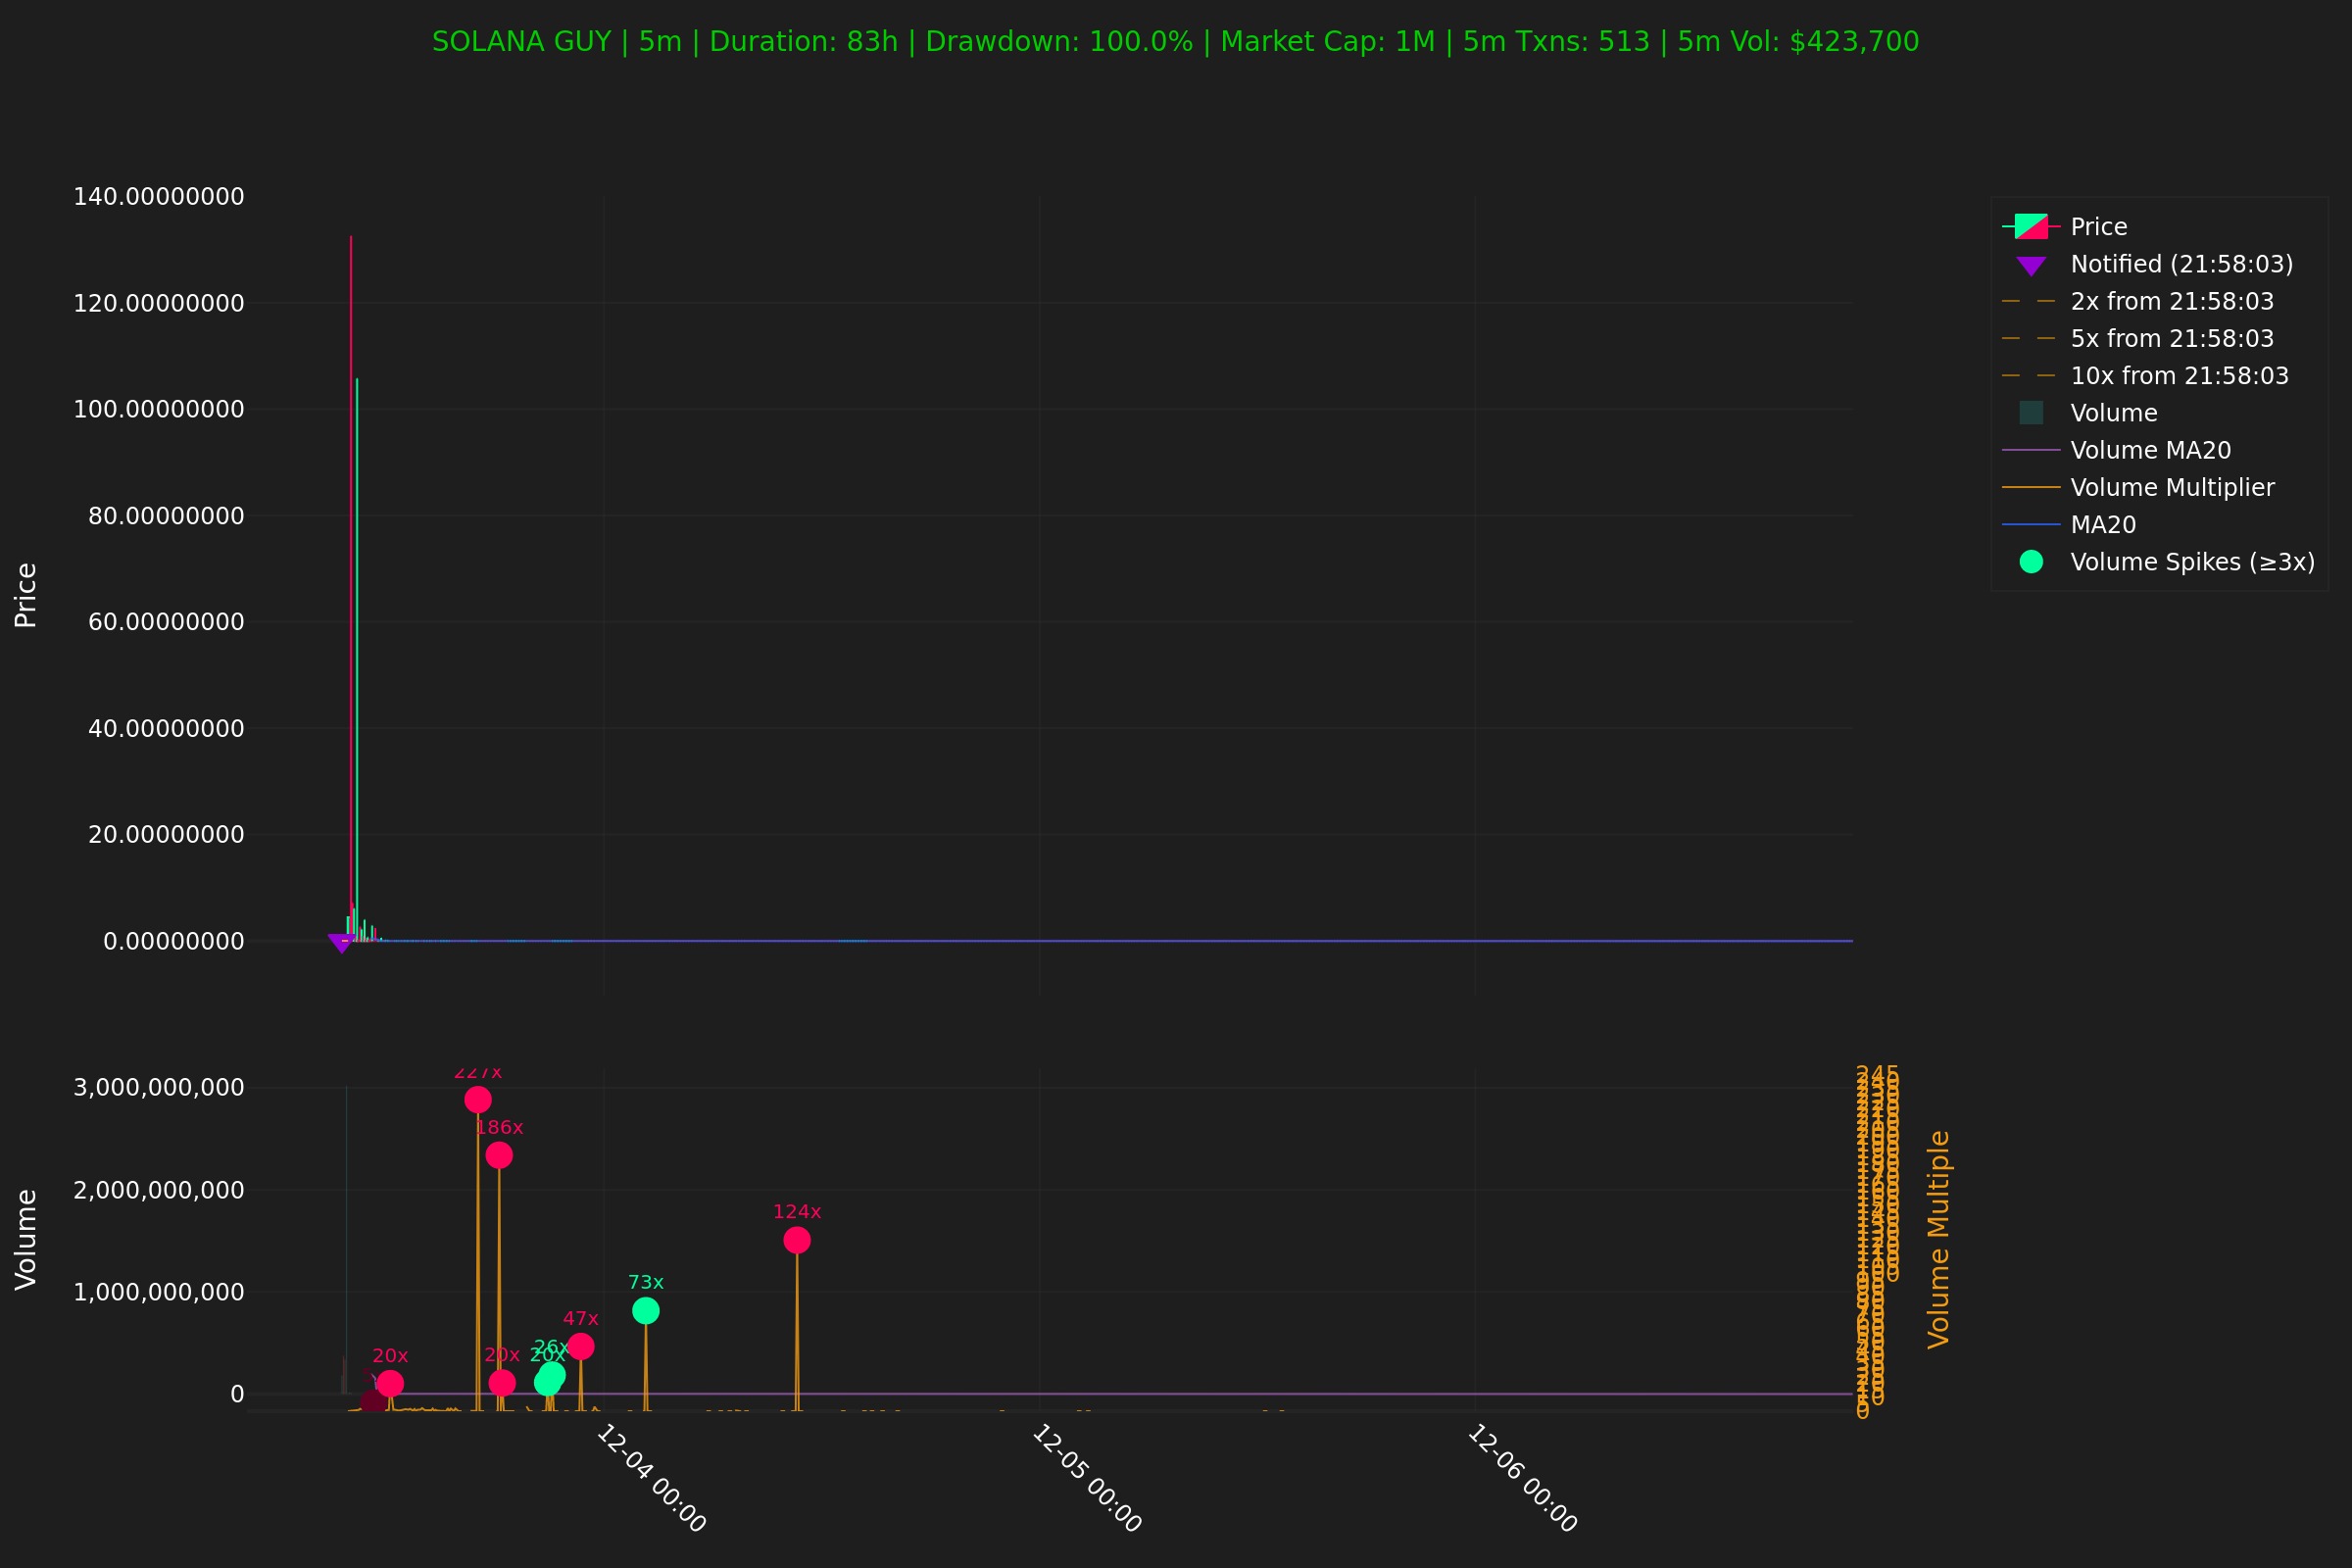 SOLANA GUY | 5m | Duration: 83h | Drawdown: 100.0% | Market Cap: 1M | 5m Txns: 513 | 5m Vol: $423,700
140.00000000
120.00000000
100.00000000
80.00000000
60.00000000
40.00000000
20.00000000
0.00000000
Price
Price
Notified (21:58:03)
2x from 21:58:03
5x from 21:58:03
10x from 21:58:03
Volume
Volume MA20
Volume Multiplier
MA20
Volume Spikes (≥3x)
3,000,000,000
2,000,000,000
1,000,000,000
0
Volume
227x
186x
124x
73x
47x
26x
20x
20x
20x
245
0
Volume Multiple
12-04 00:00
12-05 00:00
12-06 00:00